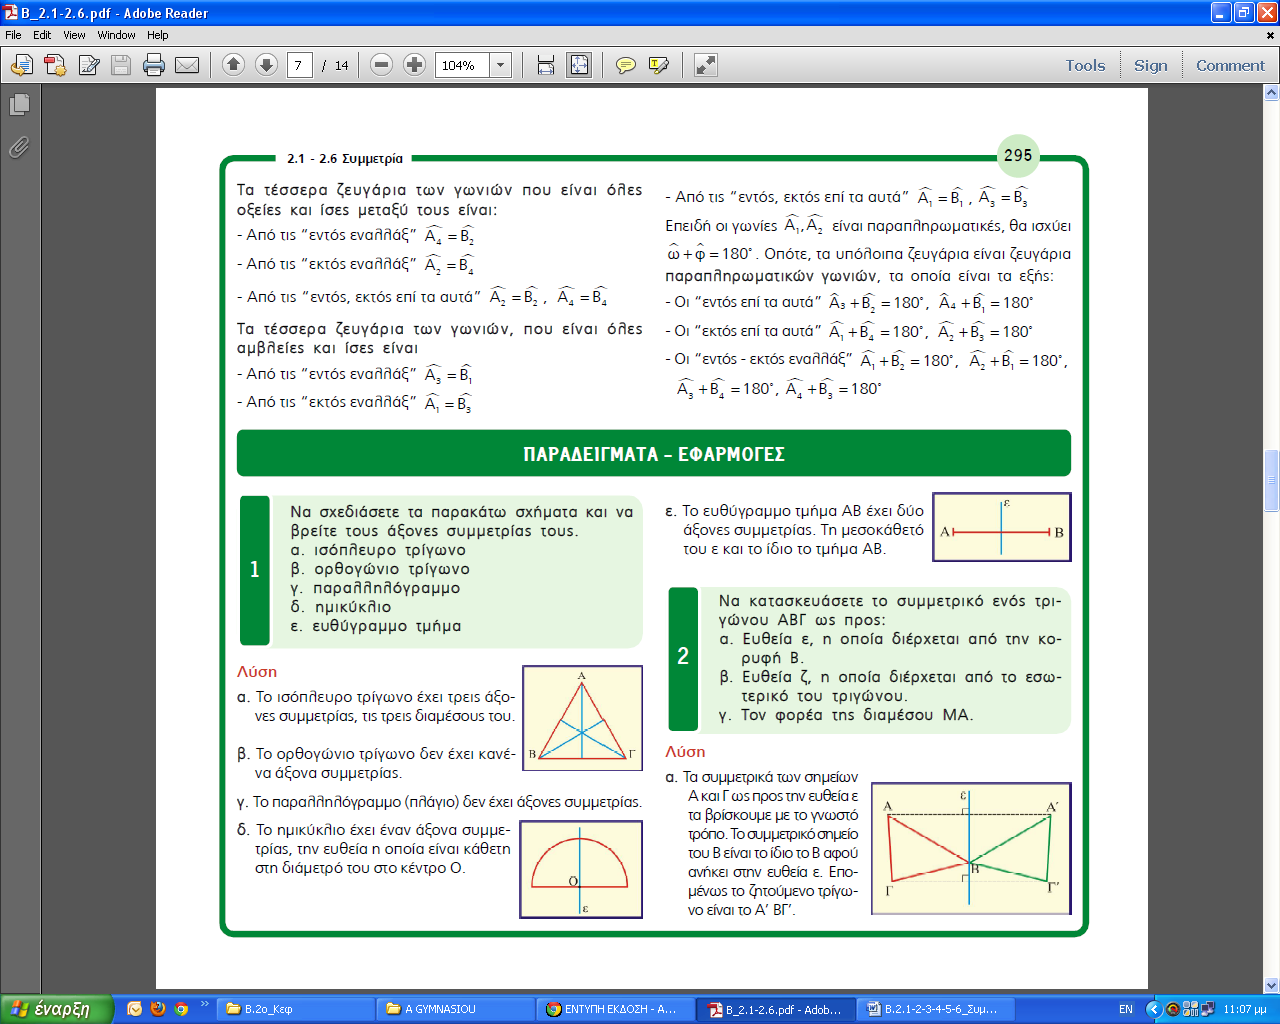 B_2.1-2.6.pdf - Adobe Reader
File Edit View Window Help
7 / 14 104% Tools Sign Comment
2.1 - 2.6 Συμμετρία
295
Τα τέσσερα ζευγάρια των γωνιών που είναι όλες
οξείες και ίσες μεταξύ τους είναι:
- Από τις “εντός εναλλάξ” Â₄ = B̂₂
- Από τις “εκτός εναλλάξ” Â₂ = B̂₄
- Από τις “εντός, εκτός επί τα αυτά” Â₂ = B̂₂ , Â₄ = B̂₄
Τα τέσσερα ζευγάρια των γωνιών, που είναι όλες
αμβλείες και ίσες είναι
- Από τις “εντός εναλλάξ” Â₃ = B̂₁
- Από τις “εκτός εναλλάξ” Â₁ = B̂₃
- Από τις “εντός, εκτός επί τα αυτά” Â₁ = B̂₁ , Â₃ = B̂₃
Επειδή οι γωνίες Â₁, Â₂ είναι παραπληρωματικές, θα ισχύει
ω̂ + φ̂ = 180˚. Οπότε, τα υπόλοιπα ζευγάρια είναι ζευγάρια
παραπληρωματικών γωνιών, τα οποία είναι τα εξής:
- Οι “εντός επί τα αυτά” Â₃ + B̂₂ = 180˚, Â₄ + B̂₁ = 180˚
- Οι “εκτός επί τα αυτά” Â₁ + B̂₄ = 180˚, Â₂ + B̂₃ = 180˚
- Οι “εντός - εκτός εναλλάξ” Â₁ + B̂₂ = 180˚, Â₂ + B̂₁ = 180˚,
Â₃ + B̂₄ = 180˚, Â₄ + B̂₃ = 180˚
ΠΑΡΑΔΕΙΓΜΑΤΑ – ΕΦΑΡΜΟΓΕΣ
1
Να σχεδιάσετε τα παρακάτω σχήματα και να
βρείτε τους άξονες συμμετρίας τους.
α. ισόπλευρο τρίγωνο
β. ορθογώνιο τρίγωνο
γ. παραλληλόγραμμο
δ. ημικύκλιο
ε. ευθύγραμμο τμήμα
Λύση
α. Το ισόπλευρο τρίγωνο έχει τρεις άξο-
νες συμμετρίας, τις τρεις διαμέσους του.
Α
Β Γ
β. Το ορθογώνιο τρίγωνο δεν έχει κανέ-
να άξονα συμμετρίας.
γ. Το παραλληλόγραμμο (πλάγιο) δεν έχει άξονες συμμετρίας.
δ. Το ημικύκλιο έχει έναν άξονα συμμε-
τρίας, την ευθεία η οποία είναι κάθετη
στη διάμετρό του στο κέντρο Ο.
Ο
ε
ε. Το ευθύγραμμο τμήμα ΑΒ έχει δύο
άξονες συμμετρίας. Τη μεσοκάθετό
του ε και το ίδιο το τμήμα ΑΒ.
ε
Α Β
2
Να κατασκευάσετε το συμμετρικό ενός τρι-
γώνου ΑΒΓ ως προς:
α. Ευθεία ε, η οποία διέρχεται από την κο-
ρυφή Β.
β. Ευθεία ζ, η οποία διέρχεται από το εσω-
τερικό του τριγώνου.
γ. Τον φορέα της διαμέσου ΜΑ.
Λύση
α. Τα συμμετρικά των σημείων
Α και Γ ως προς την ευθεία ε
τα βρίσκουμε με το γνωστό
τρόπο. Το συμμετρικό σημείο
του Β είναι το ίδιο το Β αφού
ανήκει στην ευθεία ε. Επο-
μένως το ζητούμενο τρίγω-
νο είναι το Α′ ΒΓ′.
ε
Α Α′
Β
Γ Γ′
έναρξη B.2ο_Κεφ A GYMNASIOU ΕΝΤΥΠΗ ΕΚΔΟΣΗ - Α... B_2.1-2.6.pdf - Adob... B.2.1-2-3-4-5-6_Συμ... EN 11:07 μμ